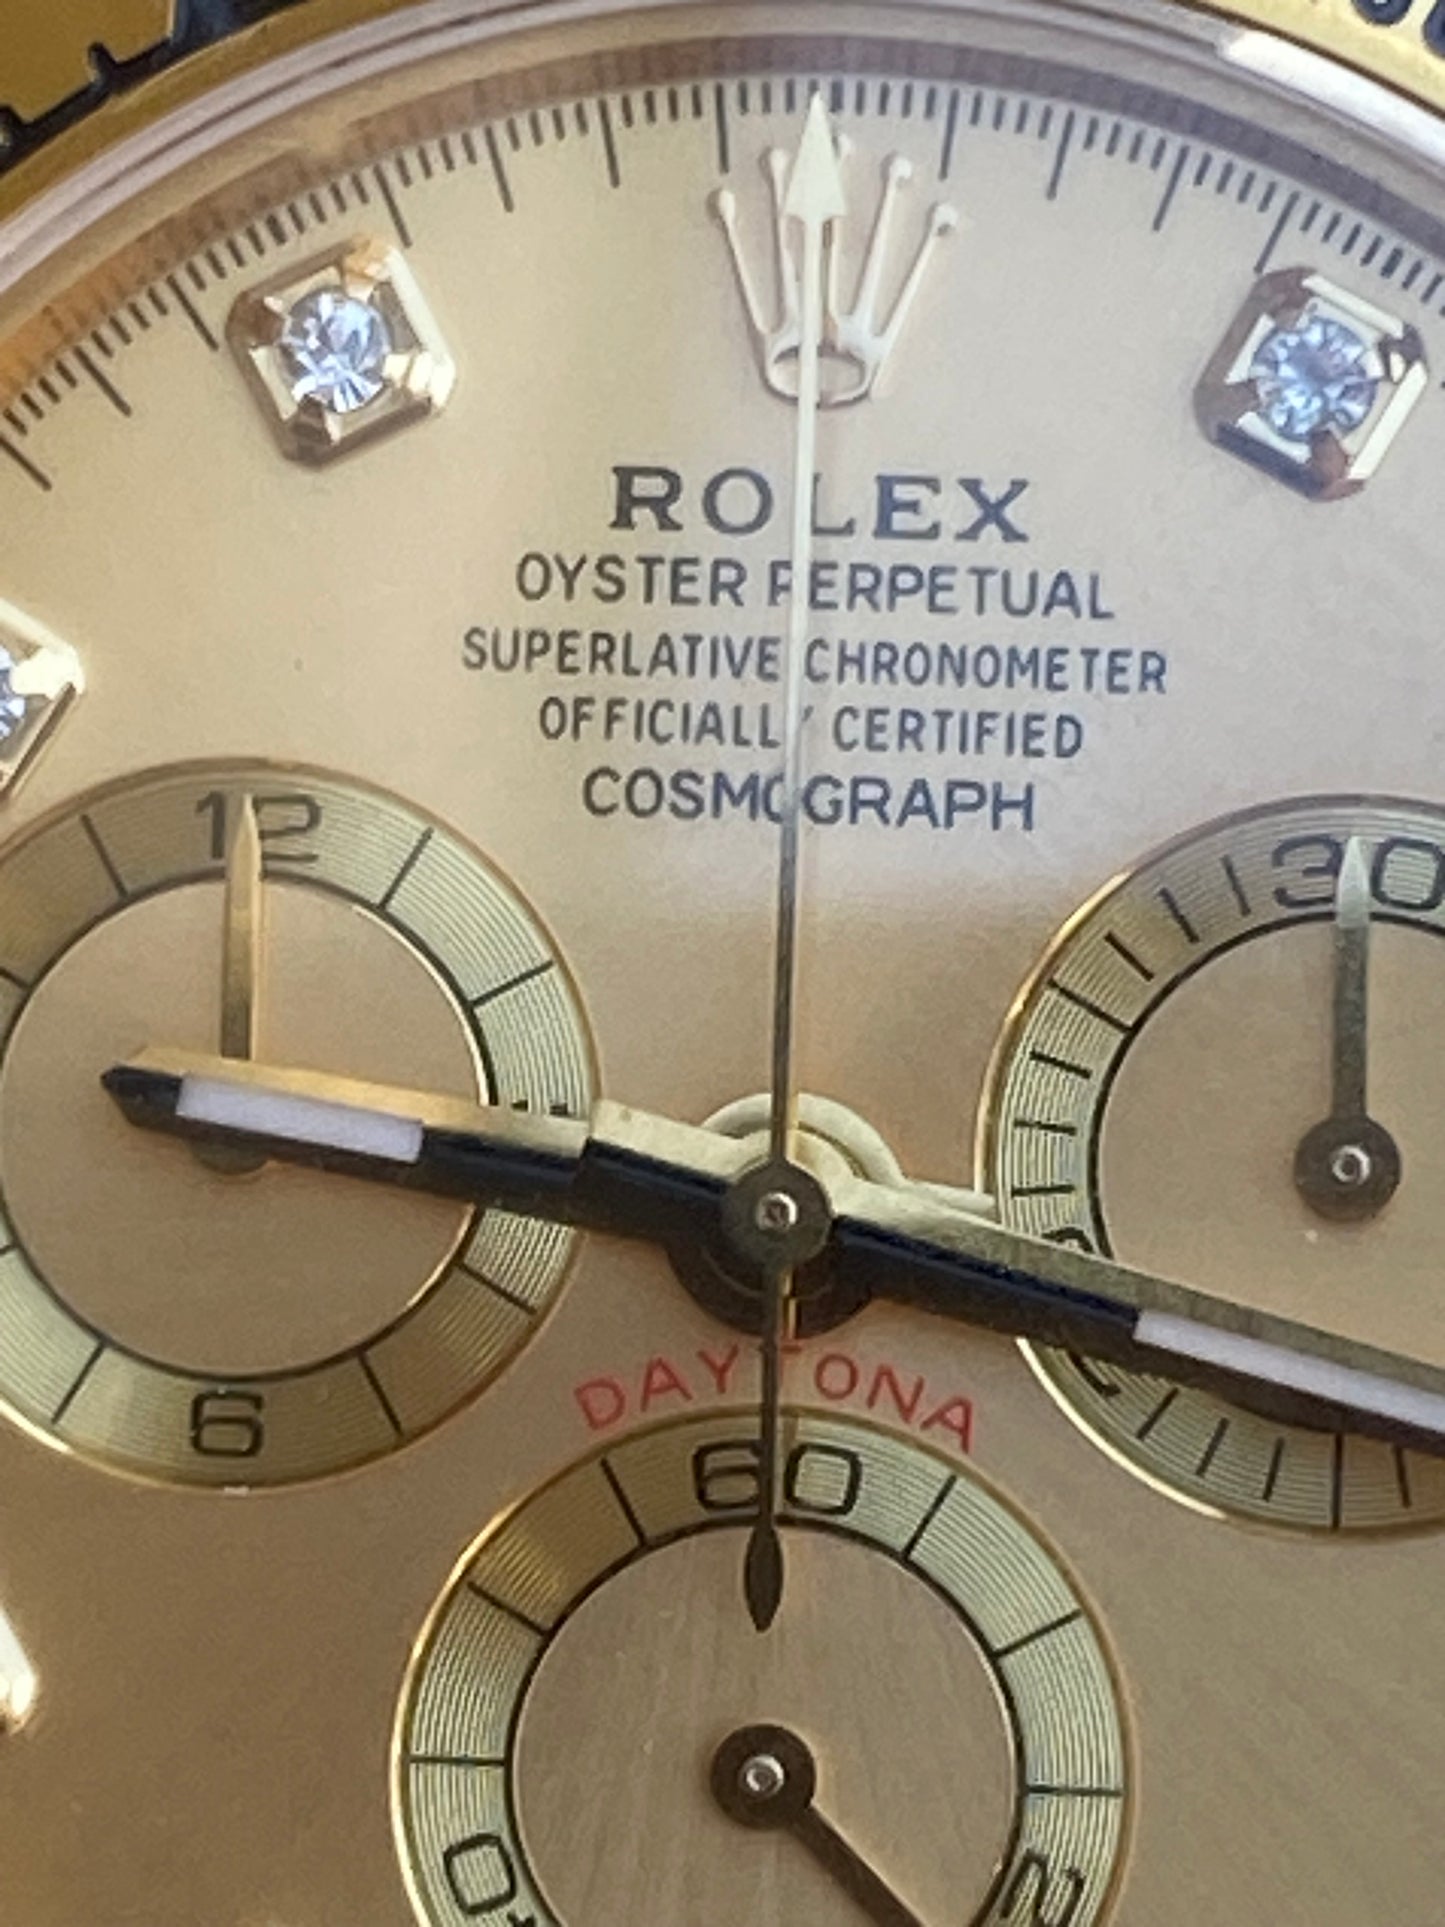 ROLEX
OYSTER PERPETUAL
SUPERLATIVE CHRONOMETER
OFFICIALLY CERTIFIED
COSMOGRAPH
12
30
6
DAYTONA
60